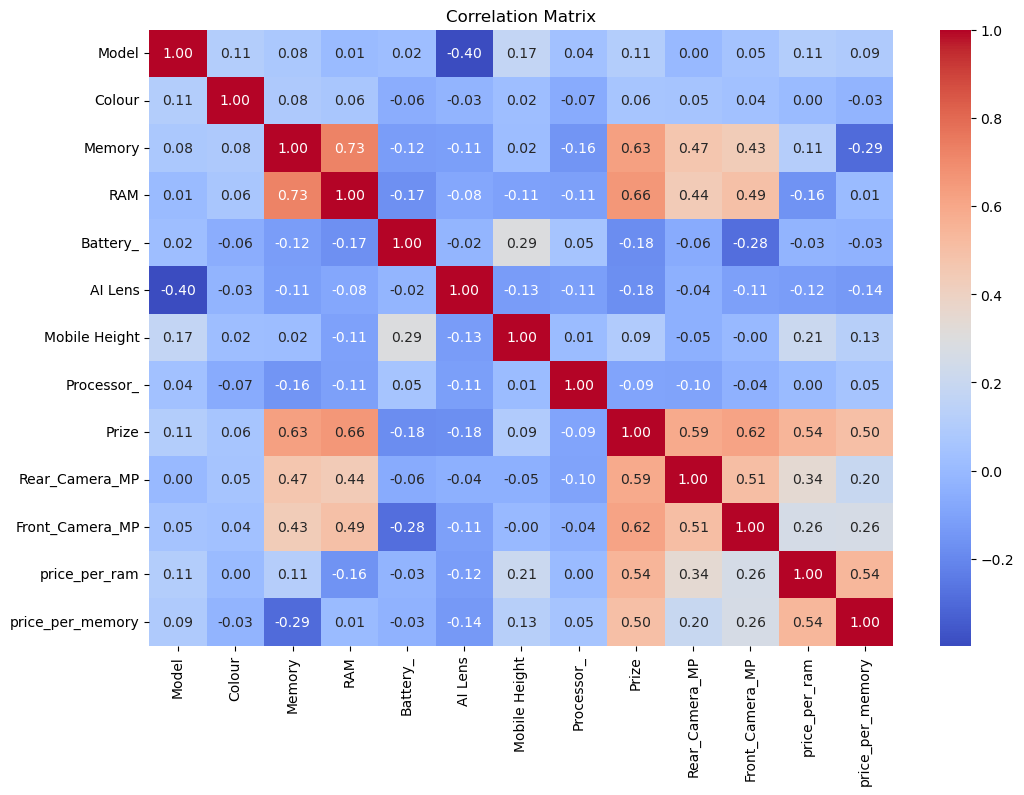 Correlation Matrix
Model 1.00 0.11 0.08 0.01 0.02 -0.40 0.17 0.04 0.11 0.00 0.05 0.11 0.09
Colour 0.11 1.00 0.08 0.06 -0.06 -0.03 0.02 -0.07 0.06 0.05 0.04 0.00 -0.03
Memory 0.08 0.08 1.00 0.73 -0.12 -0.11 0.02 -0.16 0.63 0.47 0.43 0.11 -0.29
RAM 0.01 0.06 0.73 1.00 -0.17 -0.08 -0.11 -0.11 0.66 0.44 0.49 -0.16 0.01
Battery_ 0.02 -0.06 -0.12 -0.17 1.00 -0.02 0.29 0.05 -0.18 -0.06 -0.28 -0.03 -0.03
AI Lens -0.40 -0.03 -0.11 -0.08 -0.02 1.00 -0.13 -0.11 -0.18 -0.04 -0.11 -0.12 -0.14
Mobile Height 0.17 0.02 0.02 -0.11 0.29 -0.13 1.00 0.01 0.09 -0.05 -0.00 0.21 0.13
Processor_ 0.04 -0.07 -0.16 -0.11 0.05 -0.11 0.01 1.00 -0.09 -0.10 -0.04 0.00 0.05
Prize 0.11 0.06 0.63 0.66 -0.18 -0.18 0.09 -0.09 1.00 0.59 0.62 0.54 0.50
Rear_Camera_MP 0.00 0.05 0.47 0.44 -0.06 -0.04 -0.05 -0.10 0.59 1.00 0.51 0.34 0.20
Front_Camera_MP 0.05 0.04 0.43 0.49 -0.28 -0.11 -0.00 -0.04 0.62 0.51 1.00 0.26 0.26
price_per_ram 0.11 0.00 0.11 -0.16 -0.03 -0.12 0.21 0.00 0.54 0.34 0.26 1.00 0.54
price_per_memory 0.09 -0.03 -0.29 0.01 -0.03 -0.14 0.13 0.05 0.50 0.20 0.26 0.54 1.00
Model
Colour
Memory
RAM
Battery_
AI Lens
Mobile Height
Processor_
Prize
Rear_Camera_MP
Front_Camera_MP
price_per_ram
price_per_memory
1.0
0.8
0.6
0.4
0.2
0.0
−0.2